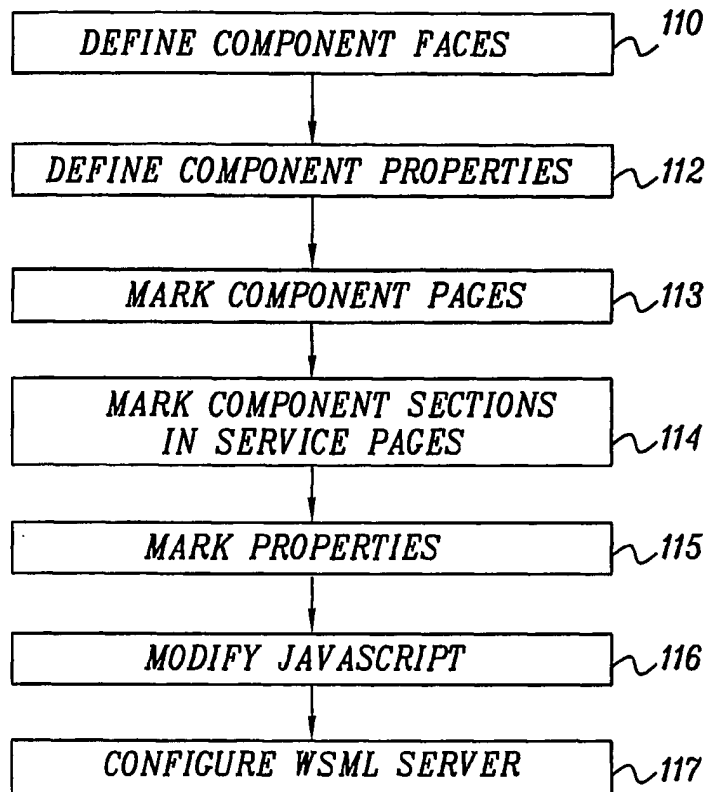 DEFINE COMPONENT FACES 110
DEFINE COMPONENT PROPERTIES 112
MARK COMPONENT PAGES 113
MARK COMPONENT SECTIONS
IN SERVICE PAGES 114
MARK PROPERTIES 115
MODIFY JAVASCRIPT 116
CONFIGURE WSML SERVER 117